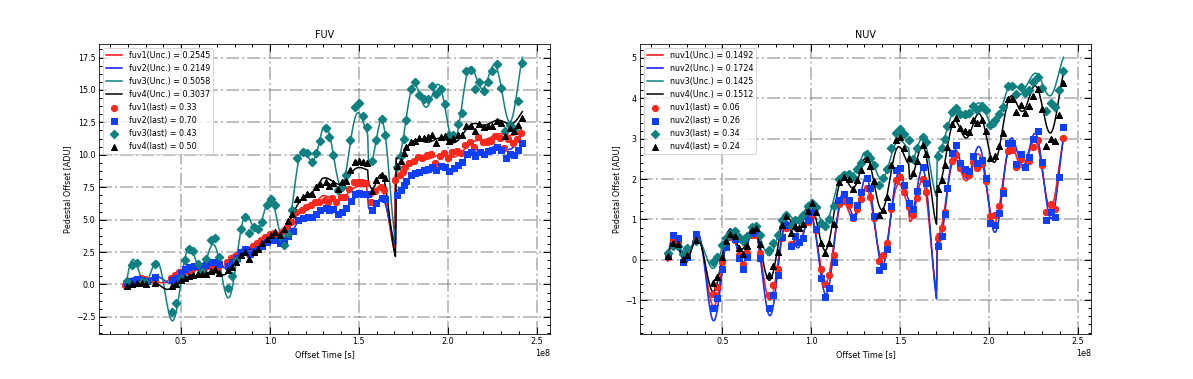 FUV
17.5
15.0
12.5
10.0
7.5
5.0
2.5
0.0
−2.5
Pedestal Offset [ADU]
fuv1(Unc.) = 0.2545
fuv2(Unc.) = 0.2149
fuv3(Unc.) = 0.5058
fuv4(Unc.) = 0.3037
fuv1(last) = 0.33
fuv2(last) = 0.70
fuv3(last) = 0.43
fuv4(last) = 0.50
0.5 1.0 1.5 2.0 2.5
1e8
Offset Time [s]
NUV
5
4
3
2
1
0
−1
Pedestal Offset [ADU]
nuv1(Unc.) = 0.1492
nuv2(Unc.) = 0.1724
nuv3(Unc.) = 0.1425
nuv4(Unc.) = 0.1512
nuv1(last) = 0.06
nuv2(last) = 0.26
nuv3(last) = 0.34
nuv4(last) = 0.24
0.5 1.0 1.5 2.0 2.5
1e8
Offset Time [s]